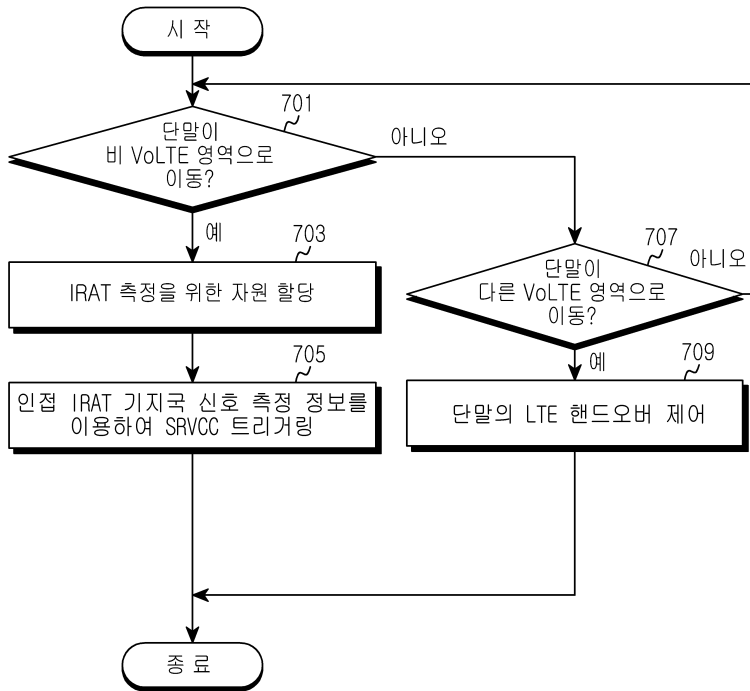 시 작
701
단말이
비 VoLTE 영역으로
이동?
아니오
예
703
IRAT 측정을 위한 자원 할당
707
단말이
다른 VoLTE 영역으로
이동?
아니오
예
705
인접 IRAT 기지국 신호 측정 정보를
이용하여 SRVCC 트리거링
709
단말의 LTE 핸드오버 제어
종 료